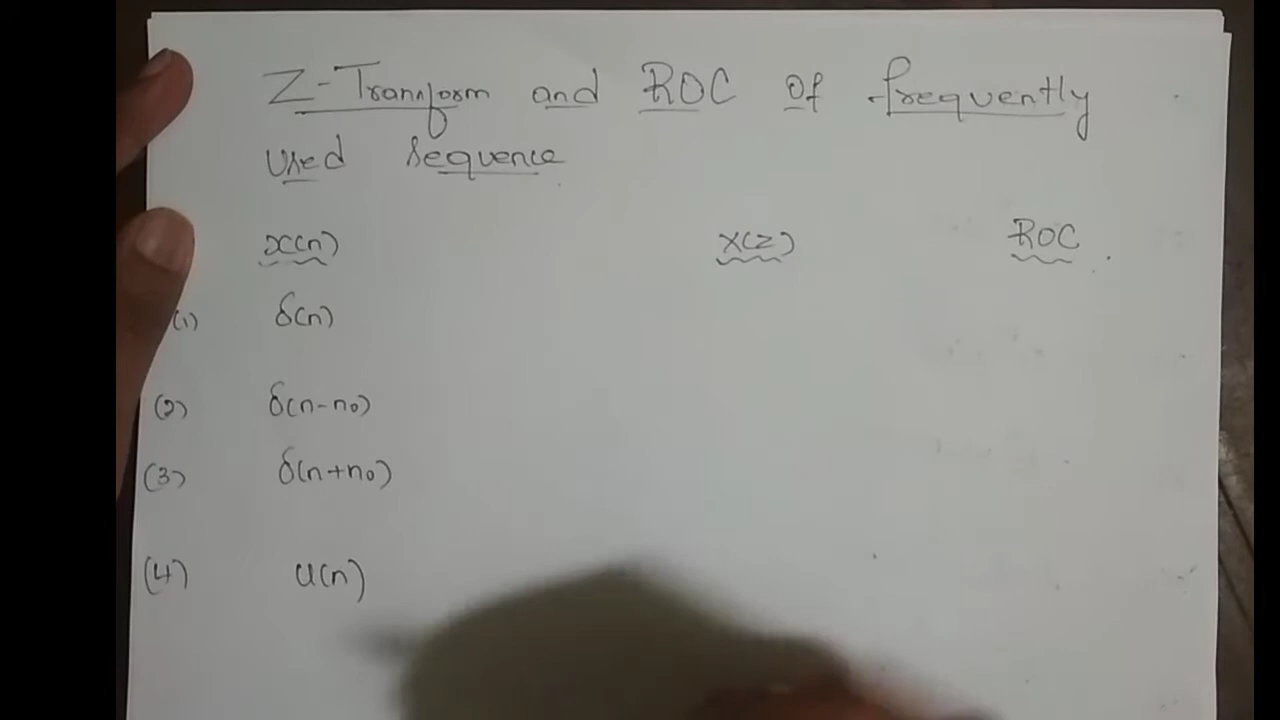 Z-Transform and ROC of frequently
used sequence
x(n) X(z) ROC
(1) δ(n)
(2) δ(n-n0)
(3) δ(n+n0)
(4) u(n)